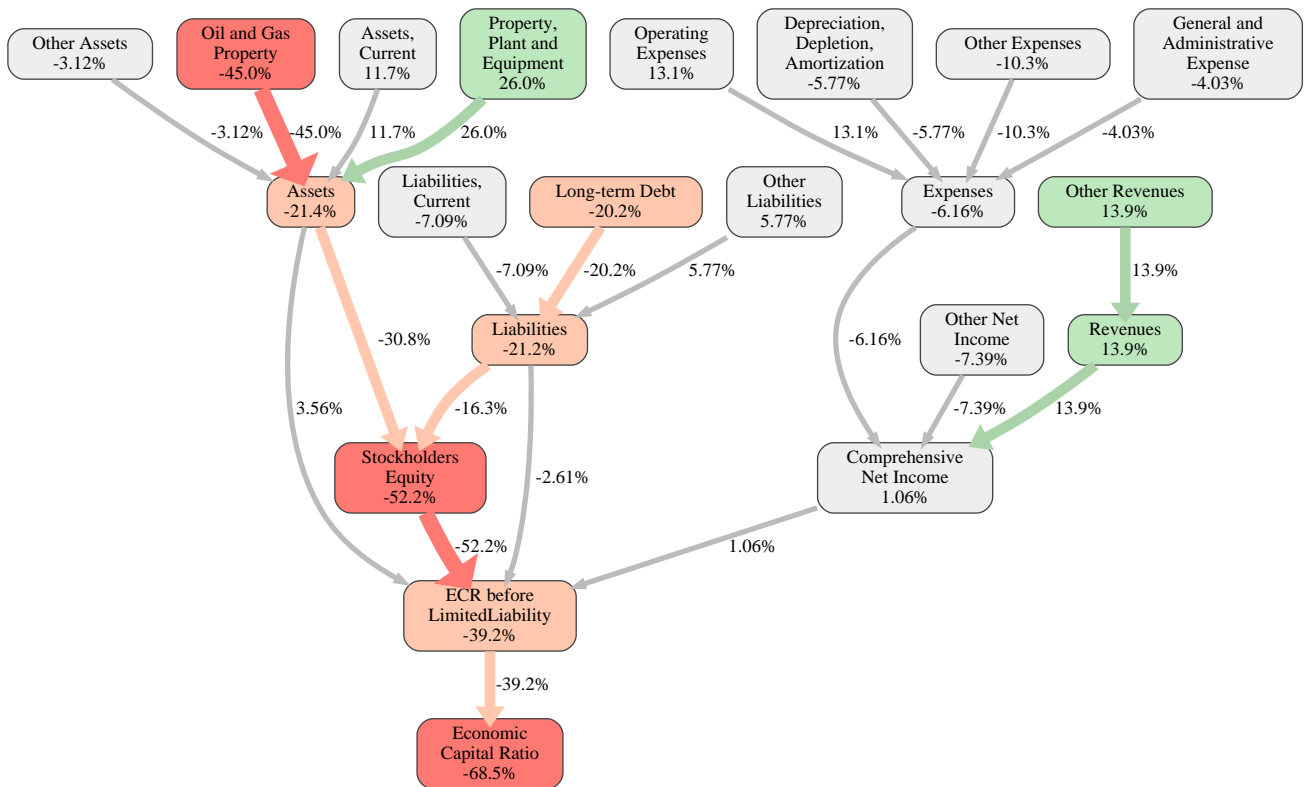 Other Assets
-3.12%
Oil and Gas
Property
-45.0%
Assets,
Current
11.7%
Property,
Plant and
Equipment
26.0%
Operating
Expenses
13.1%
Depreciation,
Depletion,
Amortization
-5.77%
Other Expenses
-10.3%
General and
Administrative
Expense
-4.03%
-3.12%
-45.0%
11.7%
26.0%
13.1%
-5.77%
-10.3%
-4.03%
Assets
-21.4%
Liabilities,
Current
-7.09%
Long-term Debt
-20.2%
Other
Liabilities
5.77%
Expenses
-6.16%
Other Revenues
13.9%
-7.09%
-20.2%
5.77%
13.9%
-30.8%
Liabilities
-21.2%
-6.16%
Other Net
Income
-7.39%
Revenues
13.9%
3.56%
-16.3%
-7.39%
13.9%
Stockholders
Equity
-52.2%
-2.61%
Comprehensive
Net Income
1.06%
-52.2%
1.06%
ECR before
LimitedLiability
-39.2%
-39.2%
Economic
Capital Ratio
-68.5%